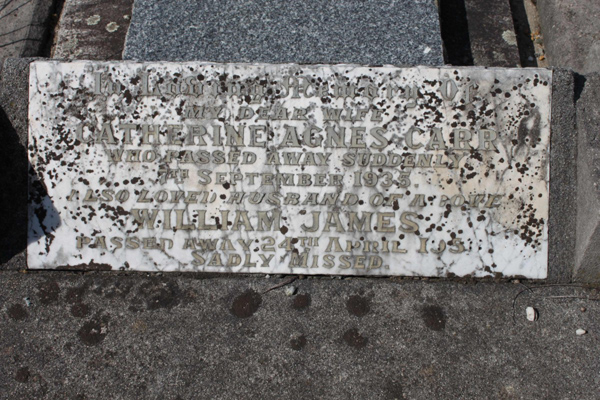 In Loving Memory Of
MY DEAR WIFE
CATHERINE AGNES CARR
WHO PASSED AWAY SUDDENLY
SEPTEMBER
ALSO LOVED HUSBAND OF ABOVE
WILLIAM JAMES
PASSED AWAY 24TH APRIL
SADLY MISSED